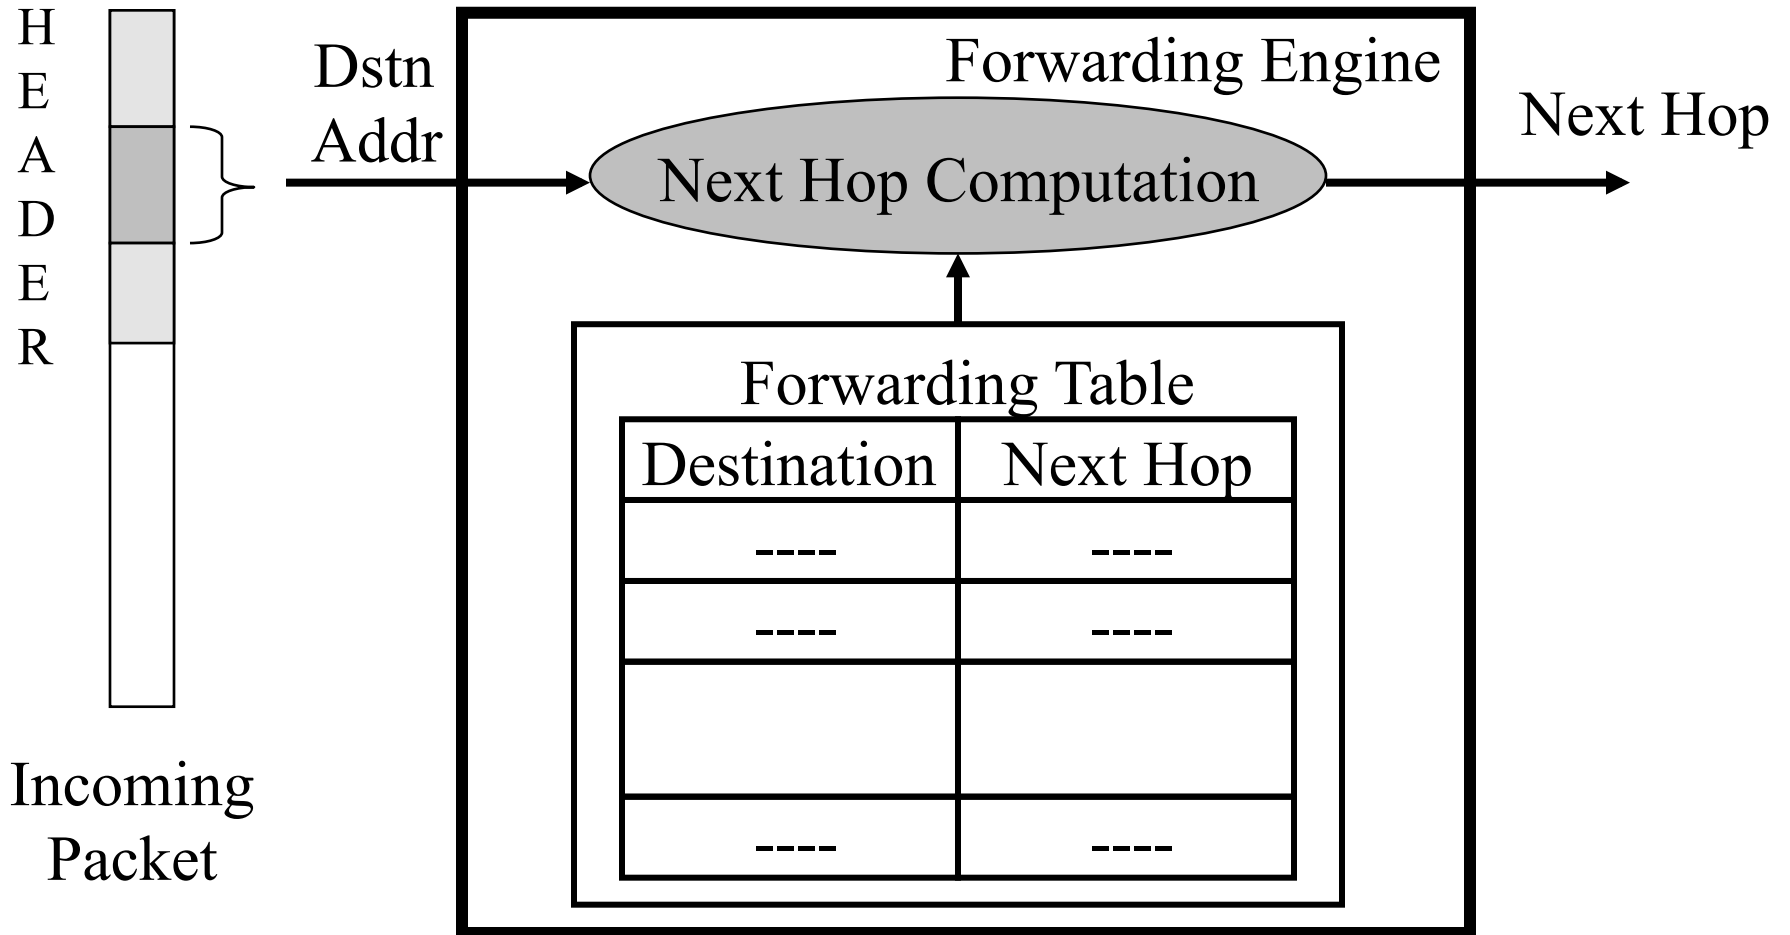 H
E
A
D
E
R
Incoming
Packet
Dstn
Addr
Forwarding Engine
Next Hop Computation
Next Hop
Forwarding Table
Destination Next Hop
---- ----
---- ----
---- ----